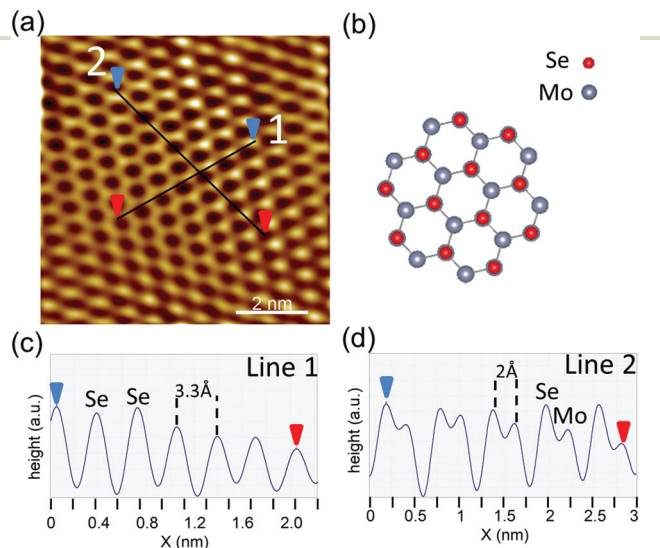 (a)
2
1
2 nm
(b)
Se
Mo
(c)
Line 1
Se Se 3.3Å
height (a.u.)
0 0.4 0.8 1.2 1.6 2.0
X (nm)
(d)
Line 2
2Å
Se
Mo
height (a.u.)
0 0.5 1 1.5 2 2.5 3
X (nm)